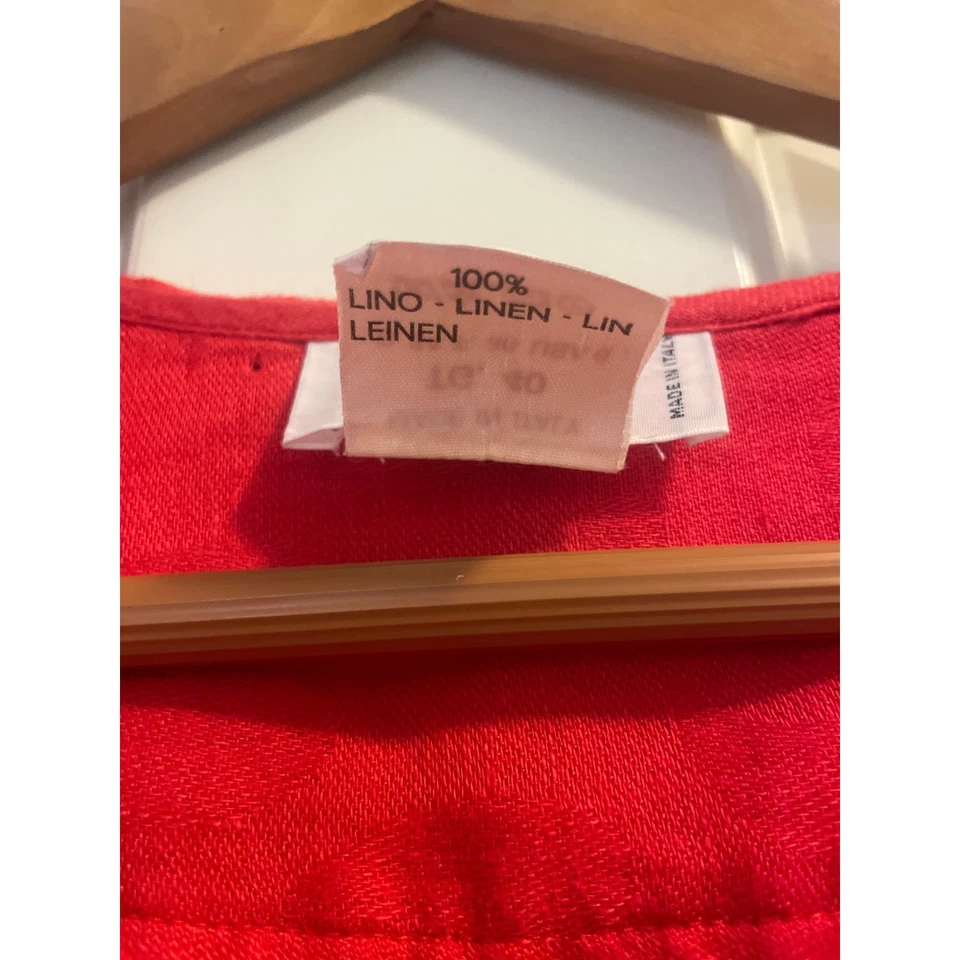 100%
LINO - LINEN - LIN
LEINEN
MADE IN ITALY